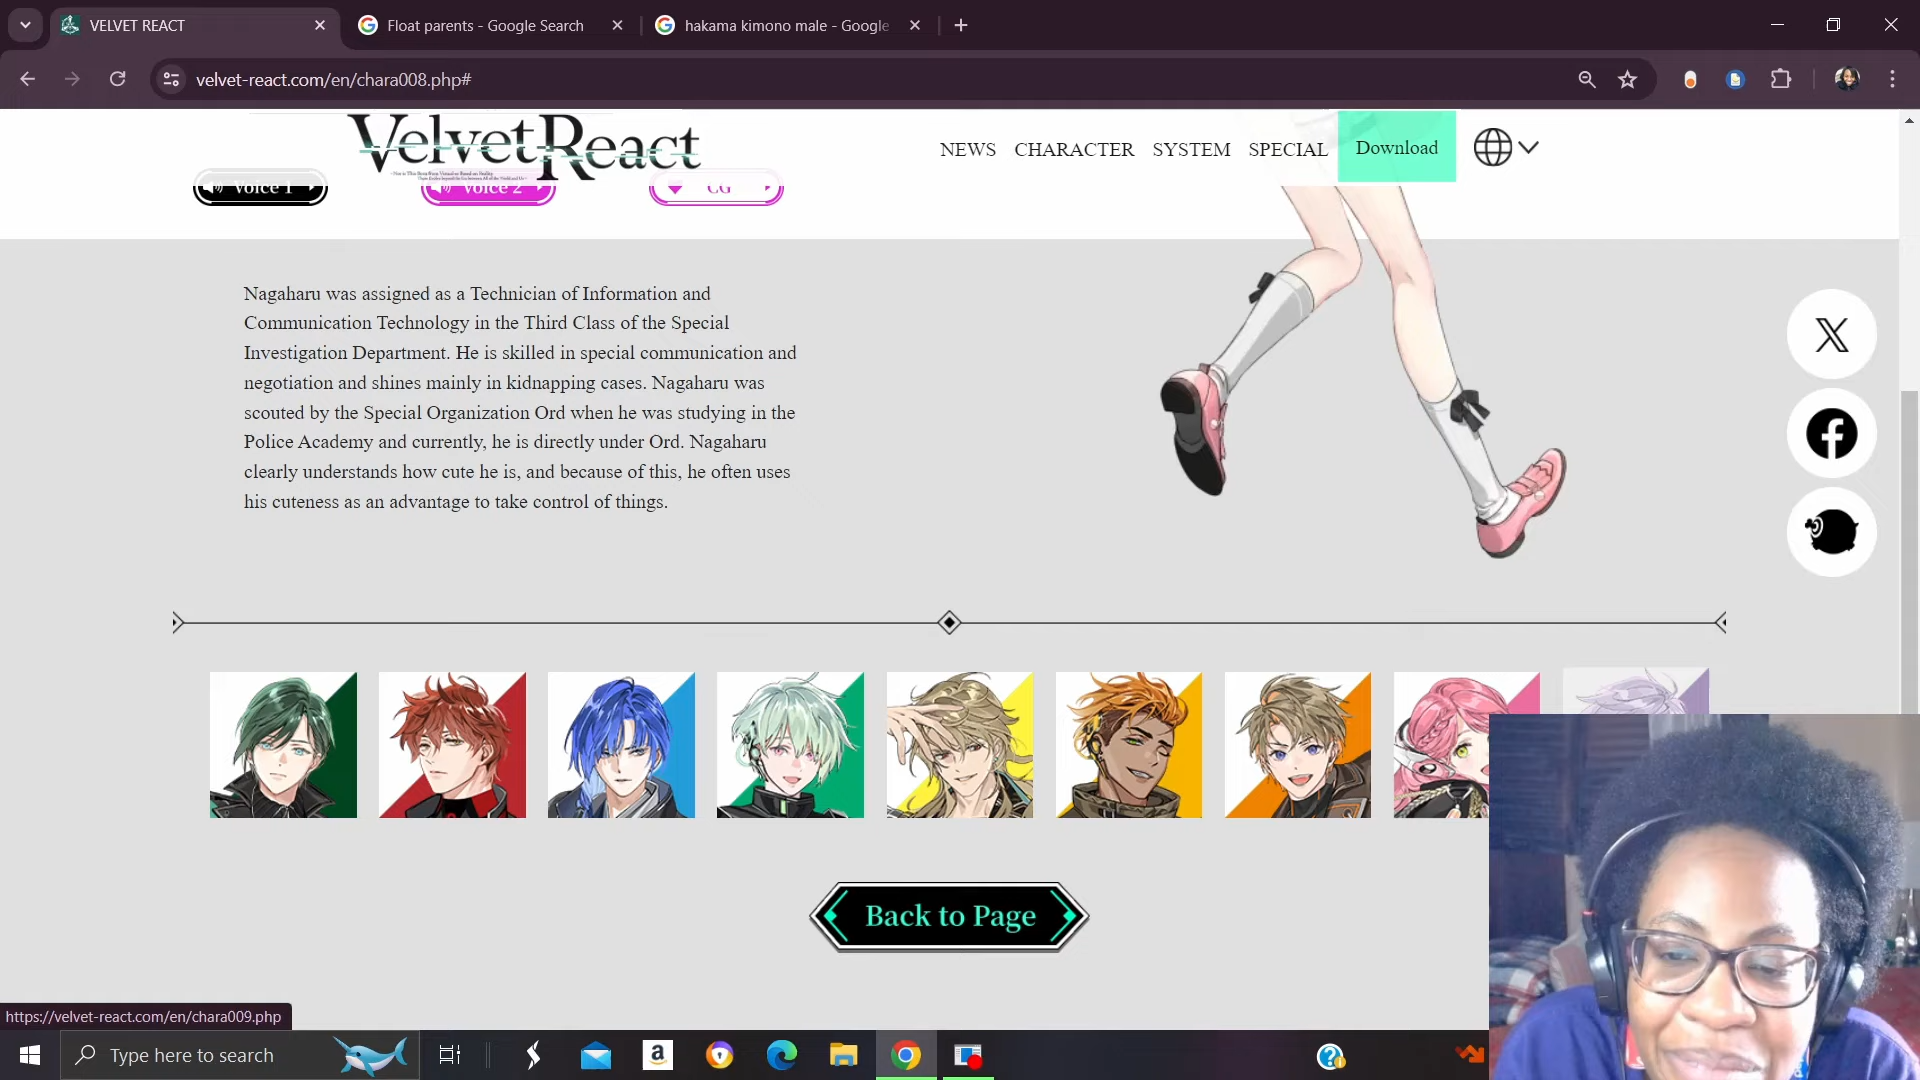 VELVET REACT
Float parents - Google Search
hakama kimono male - Google
velvet-react.com/en/chara008.php#
VelvetReact
NEWS
CHARACTER
SYSTEM
SPECIAL
Download
Voice 1
Voice 2
CG
Nagaharu was assigned as a Technician of Information and
Communication Technology in the Third Class of the Special
Investigation Department. He is skilled in special communication and
negotiation and shines mainly in kidnapping cases. Nagaharu was
scouted by the Special Organization Ord when he was studying in the
Police Academy and currently, he is directly under Ord. Nagaharu
clearly understands how cute he is, and because of this, he often uses
his cuteness as an advantage to take control of things.
Back to Page
https://velvet-react.com/en/chara009.php
Type here to search